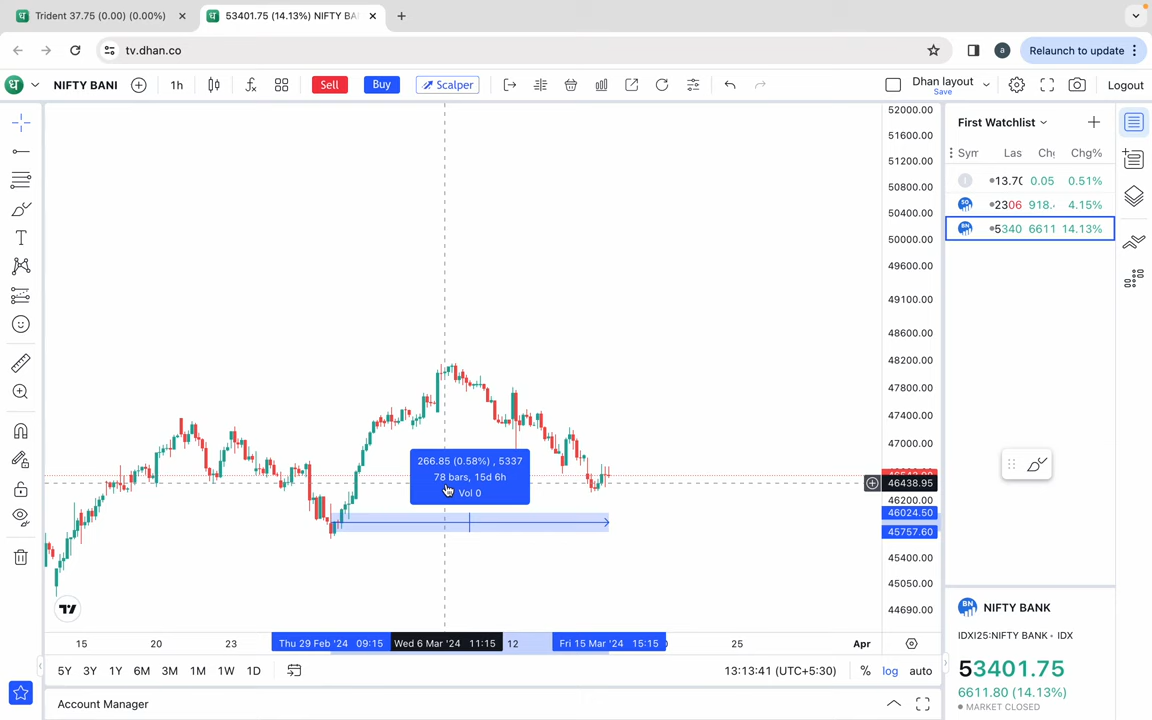 Trident 37.75 (0.00) (0.00%)
53401.75 (14.13%) NIFTY BA
tv.dhan.co
a
Relaunch to update
ध
NIFTY BANI
1h
Sell
Buy
Scalper
Dhan layout
Save
Logout
First Watchlist
Sym
Las
Chg
Chg%
13.70
0.05
0.51%
2306
918.
4.15%
BN
5340
6611
14.13%
52000.00
51600.00
51200.00
50800.00
50400.00
50000.00
49600.00
49100.00
48600.00
48200.00
47800.00
47400.00
47000.00
46438.95
46200.00
46024.50
45757.60
45400.00
45050.00
44690.00
266.85 (0.58%) , 5337
78 bars, 15d 6h
Vol 0
15
20
23
Thu 29 Feb '24 09:15
Wed 6 Mar '24 11:15
12
Fri 15 Mar '24 15:15
25
Apr
5Y
3Y
1Y
6M
3M
1M
1W
1D
13:13:41 (UTC+5:30)
%
log
auto
Account Manager
BN
NIFTY BANK
IDXI25:NIFTY BANK • IDX
53401.75
6611.80 (14.13%)
MARKET CLOSED